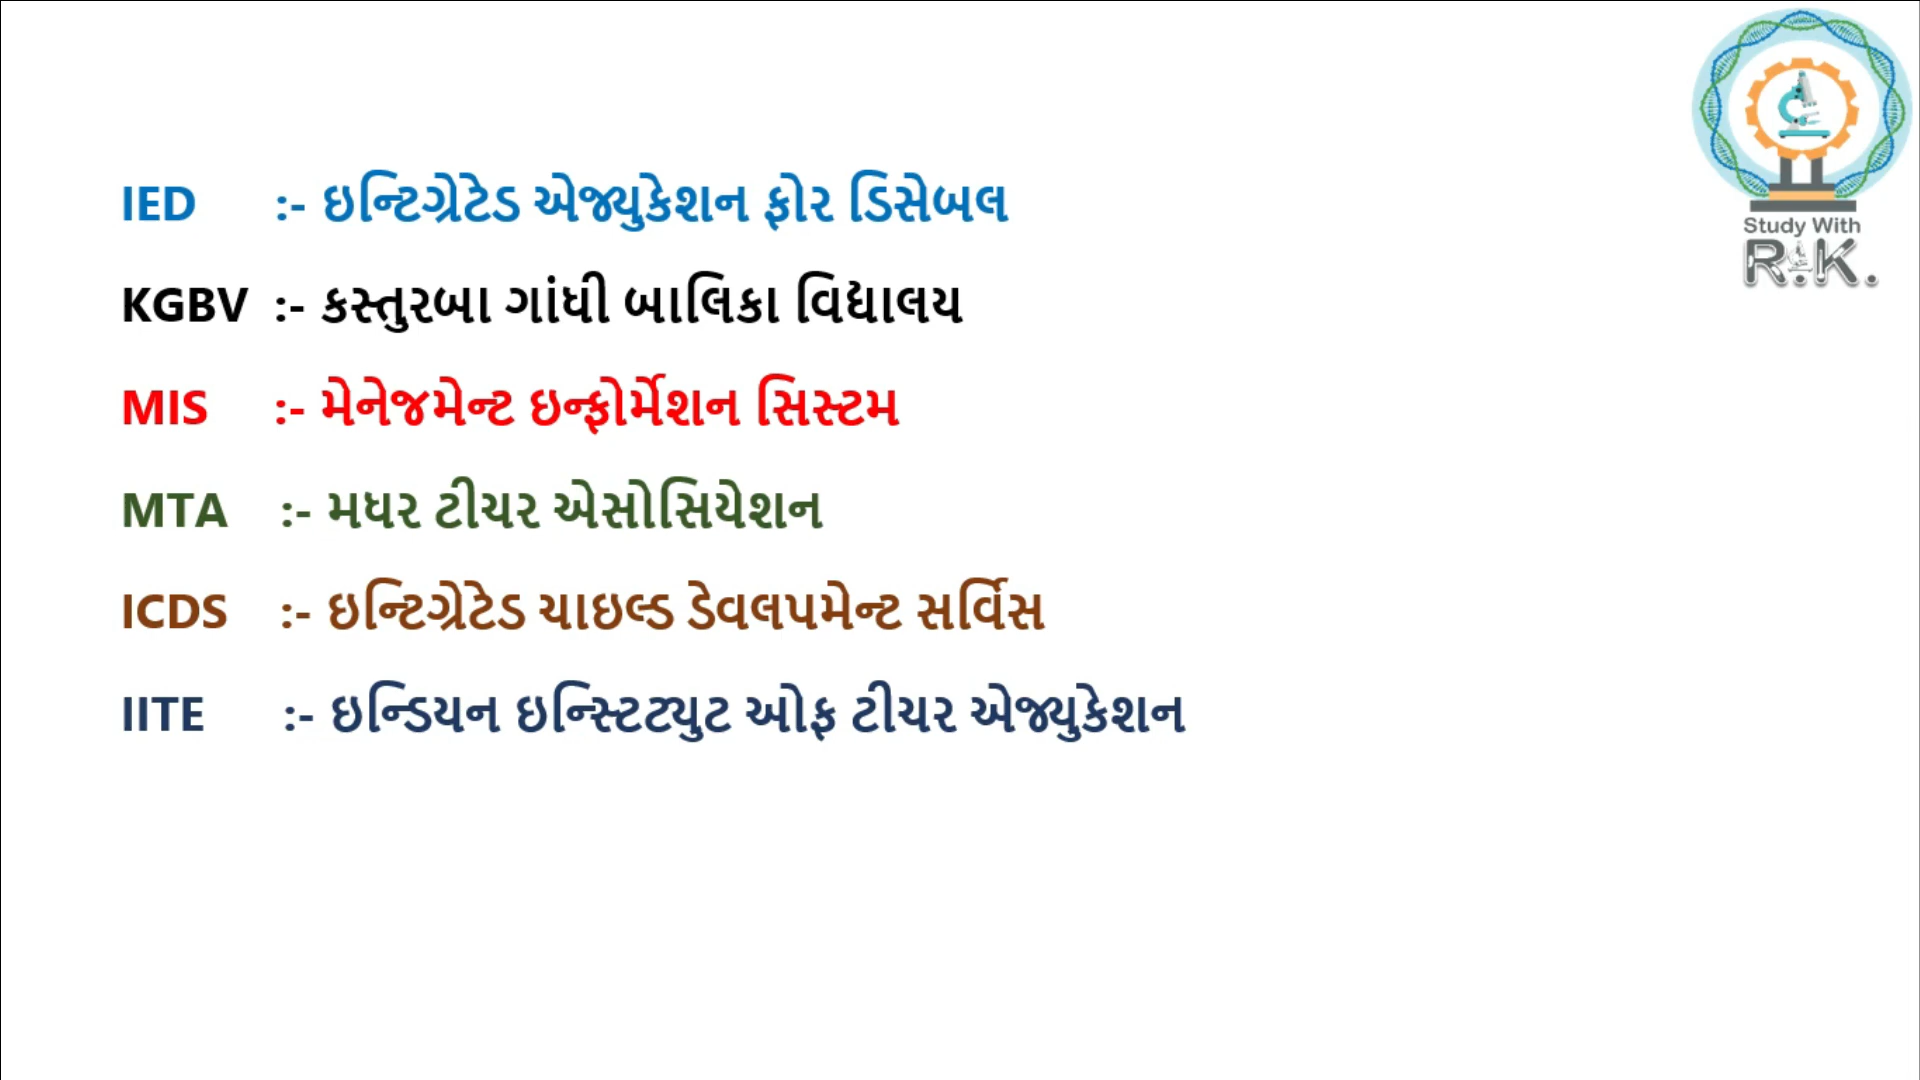 IED :- ઇન્ટિગ્રેટેડ એજ્યુકેશન ફોર ડિસેબલ
KGBV :- કસ્તુરબા ગાંધી બાલિકા વિદ્યાલય
MIS :- મેનેજમેન્ટ ઇન્ફોર્મેશન સિસ્ટમ
MTA :- મધર ટીચર એસોસિયેશન
ICDS :- ઇન્ટિગ્રેટેડ ચાઇલ્ડ ડેવલપમેન્ટ સર્વિસ
IITE :- ઇન્ડિયન ઇન્સ્ટિટ્યુટ ઓફ ટીચર એજ્યુકેશન
Study With
R.K.